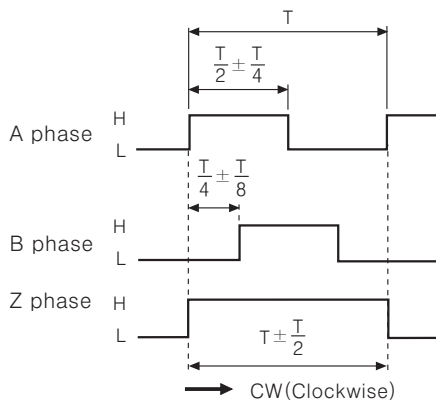 T
T/2 ± T/4
A phase H
L
T/4 ± T/8
B phase H
L
Z phase H
L
T ± T/2
CW(Clockwise)